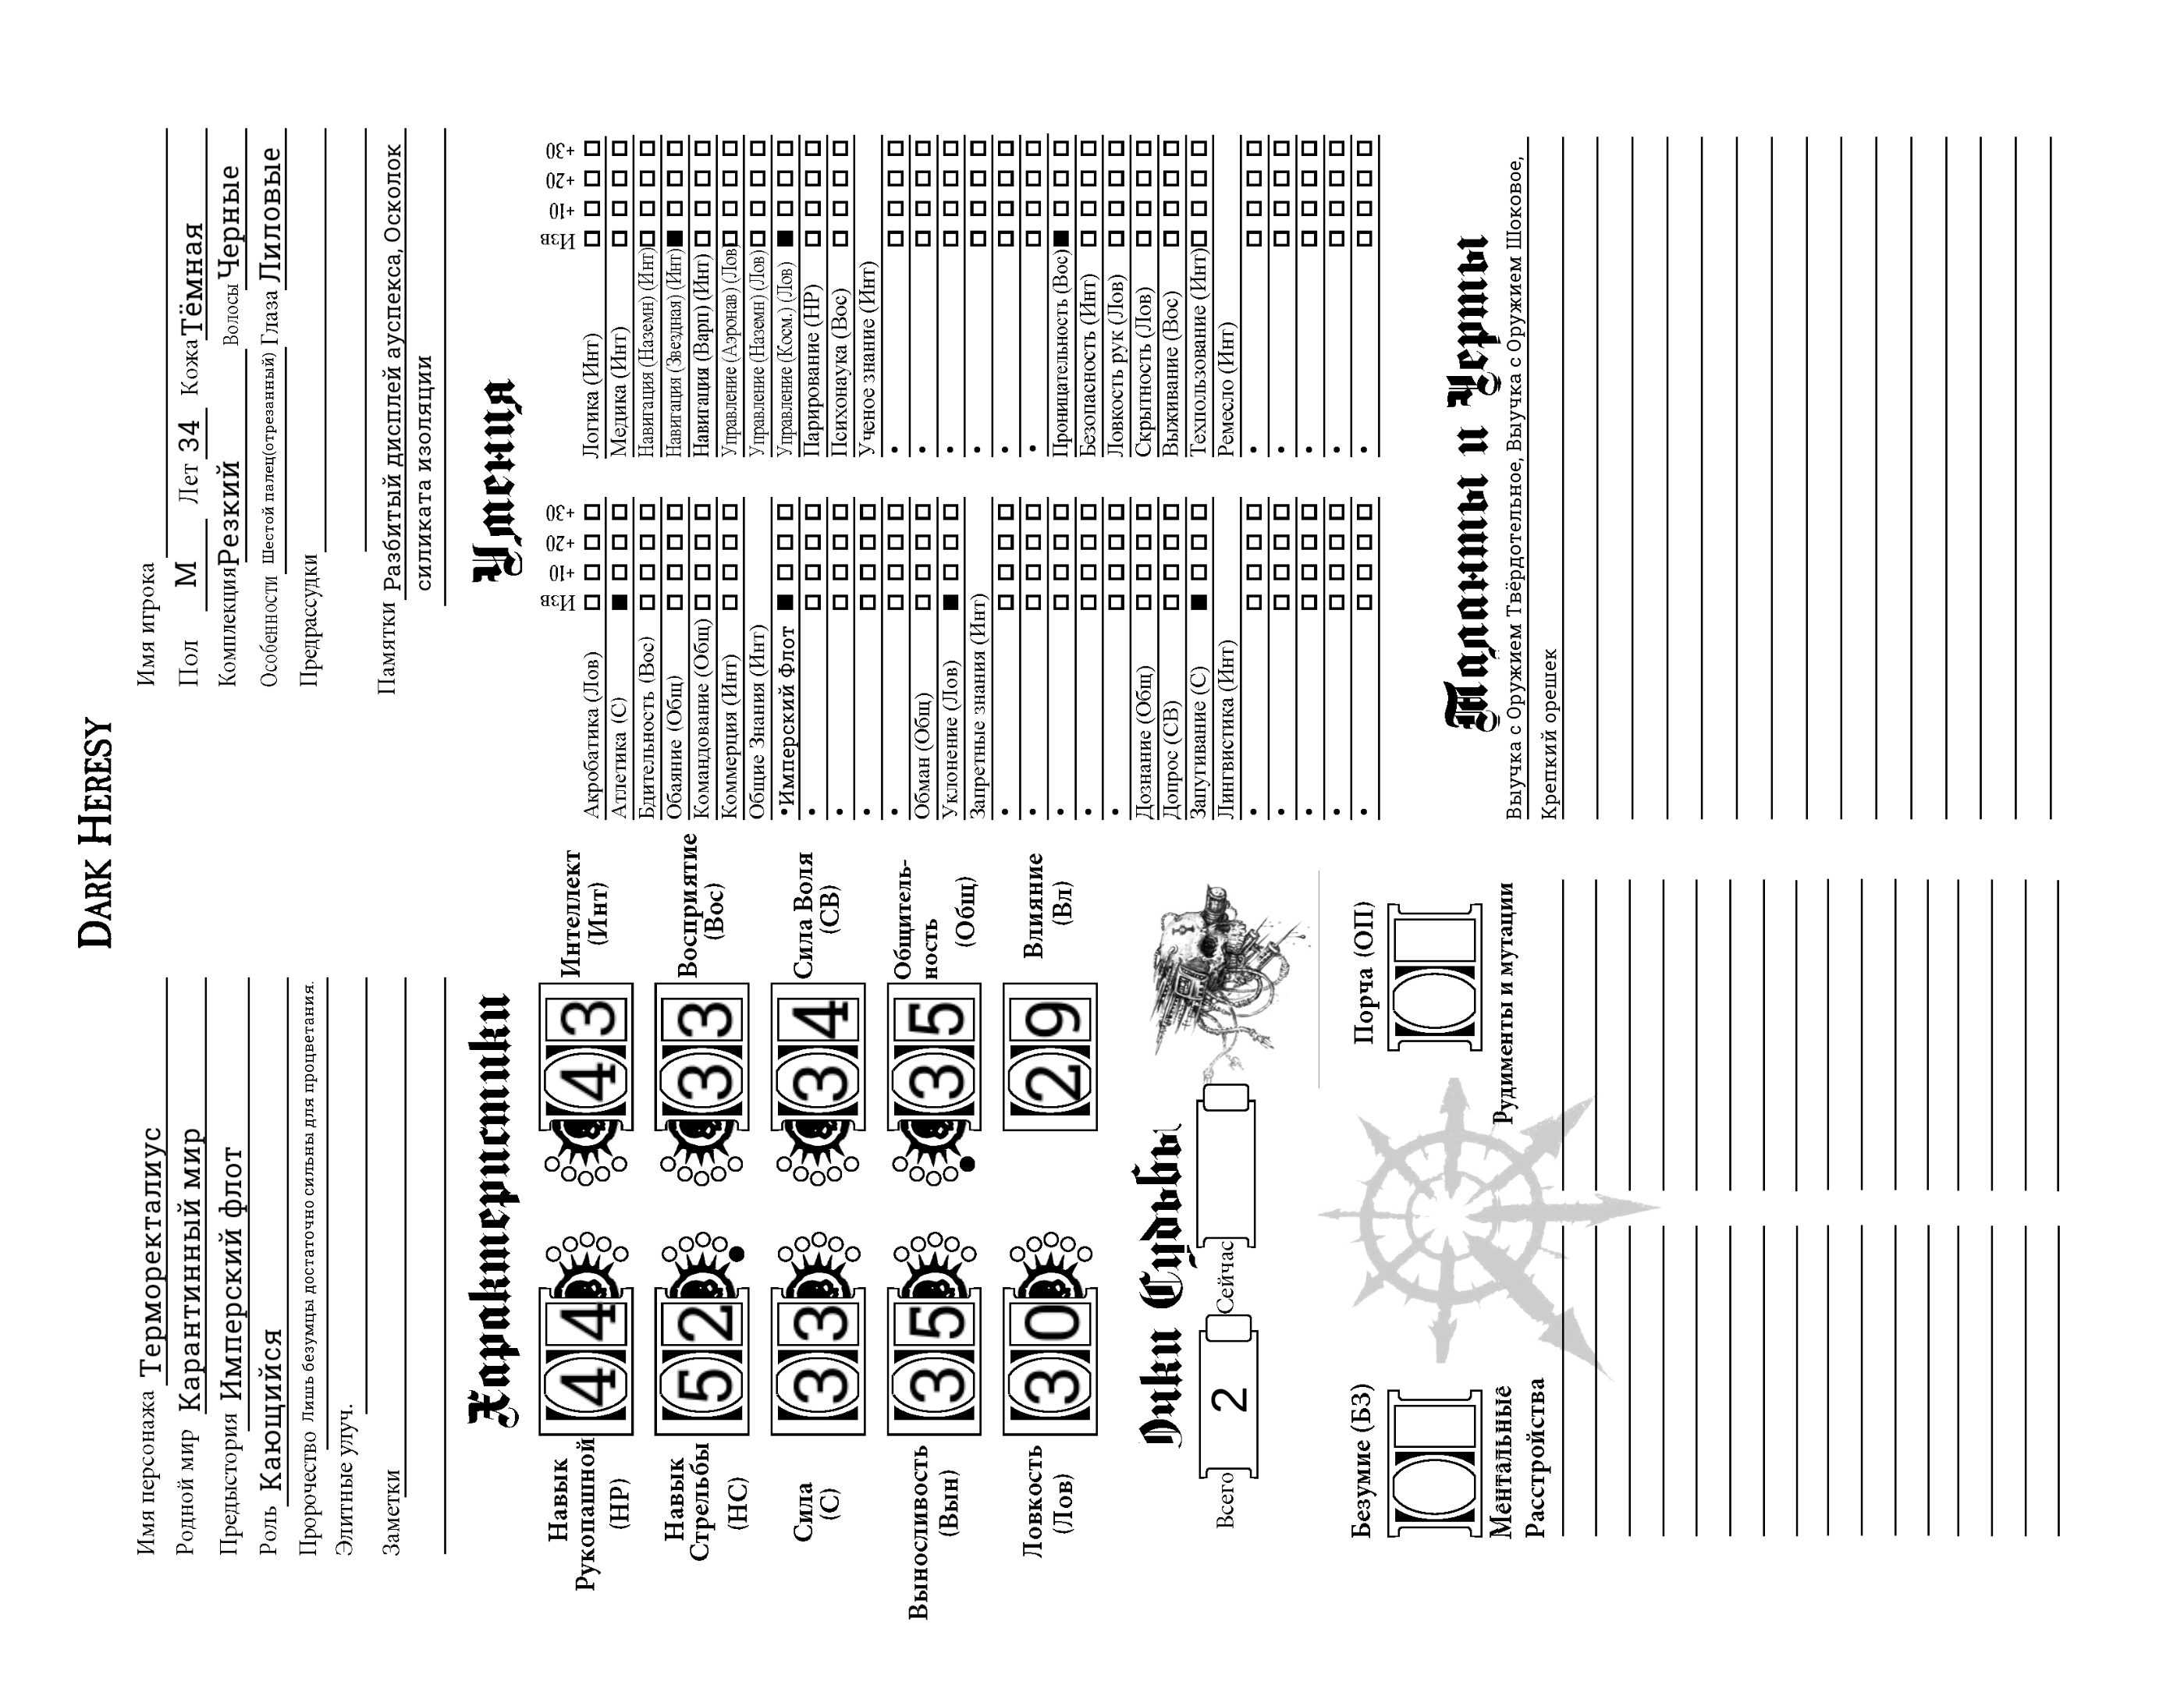 DARK HERESY
Имя персонажа Терморектaлиус
Родной мир Карантинный мир
Предыстория Имперский флот
Роль Кающийся
Пророчество Лишь безумцы достаточно сильны для процветания.
Элитные улуч.
Заметки
Имя игрока
Пол М Лет 34 Кожа Тёмная
Комплекция Резкий Волосы Черные
Особенности Шестой палец(отрезанный) Глаза Лиловые
Предрассудки
Памятки Разбитый дисплей ауспекса, Осколок
силиката изоляции
Характеристики
Навык
Рукопашной
(НР)
44
43
Интеллект
(Инт)
Навык
Стрельбы
(НС)
52
33
Восприятие
(Вос)
Сила
(С)
33
34
Сила Воля
(СВ)
Выносливость
(Вын)
35
35
Общитель-
ность
(Общ)
Ловкость
(Лов)
30
29
Влияние
(Вл)
Очки Судьбы
Всего 2 Сейчас
Безумие (БЗ)
Порча (ОП)
Ментальные
Расстройства
Рудименты и мутации
Умения
Изв +10 +20 +30
Акробатика (Лов)
Атлетика (С)
Бдительность (Вос)
Обаяние (Общ)
Командование (Общ)
Коммерция (Инт)
Общие Знания (Инт)
•Имперский Флот
•
•
•
•
Обман (Общ)
Уклонение (Лов)
Запретные знания (Инт)
•
•
•
•
•
Дознание (Общ)
Допрос (СВ)
Запугивание (С)
Лингвистика (Инт)
•
•
•
•
•
Изв +10 +20 +30
Логика (Инт)
Медика (Инт)
Навигация (Наземн) (Инт)
Навигация (Звездная) (Инт)
Навигация (Варп) (Инт)
Управление (Аэронав) (Лов)
Управление (Наземн) (Лов)
Управление (Косм.) (Лов)
Парирование (НР)
Психонаука (Вос)
Ученое знание (Инт)
•
•
•
•
•
•
Проницательность (Вос)
Безопасность (Инт)
Ловкость рук (Лов)
Скрытность (Лов)
Выживание (Вос)
Техпользование (Инт)
Ремесло (Инт)
•
•
•
•
•
Таланты и Черты
Выучка с Оружием Твёрдотельное, Выучка с Оружием Шоковое,
Крепкий орешек